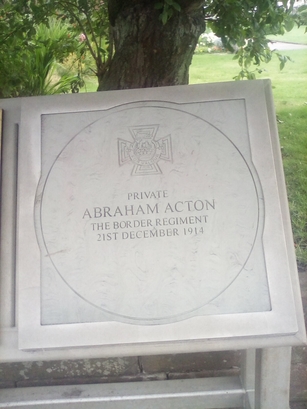 PRIVATE
ABRAHAM ACTON
THE BORDER REGIMENT
21ST DECEMBER 1914